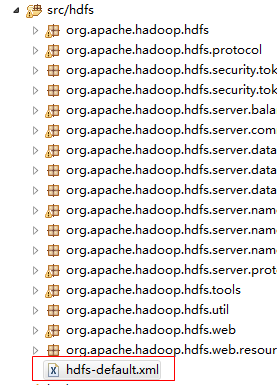 src/hdfs
org.apache.hadoop.hdfs
org.apache.hadoop.hdfs.protocol
org.apache.hadoop.hdfs.security.tok
org.apache.hadoop.hdfs.security.tok
org.apache.hadoop.hdfs.server.bala
org.apache.hadoop.hdfs.server.com
org.apache.hadoop.hdfs.server.data
org.apache.hadoop.hdfs.server.data
org.apache.hadoop.hdfs.server.data
org.apache.hadoop.hdfs.server.nam
org.apache.hadoop.hdfs.server.nam
org.apache.hadoop.hdfs.server.nam
org.apache.hadoop.hdfs.server.prote
org.apache.hadoop.hdfs.tools
org.apache.hadoop.hdfs.util
org.apache.hadoop.hdfs.web
org.apache.hadoop.hdfs.web.resour
hdfs-default.xml